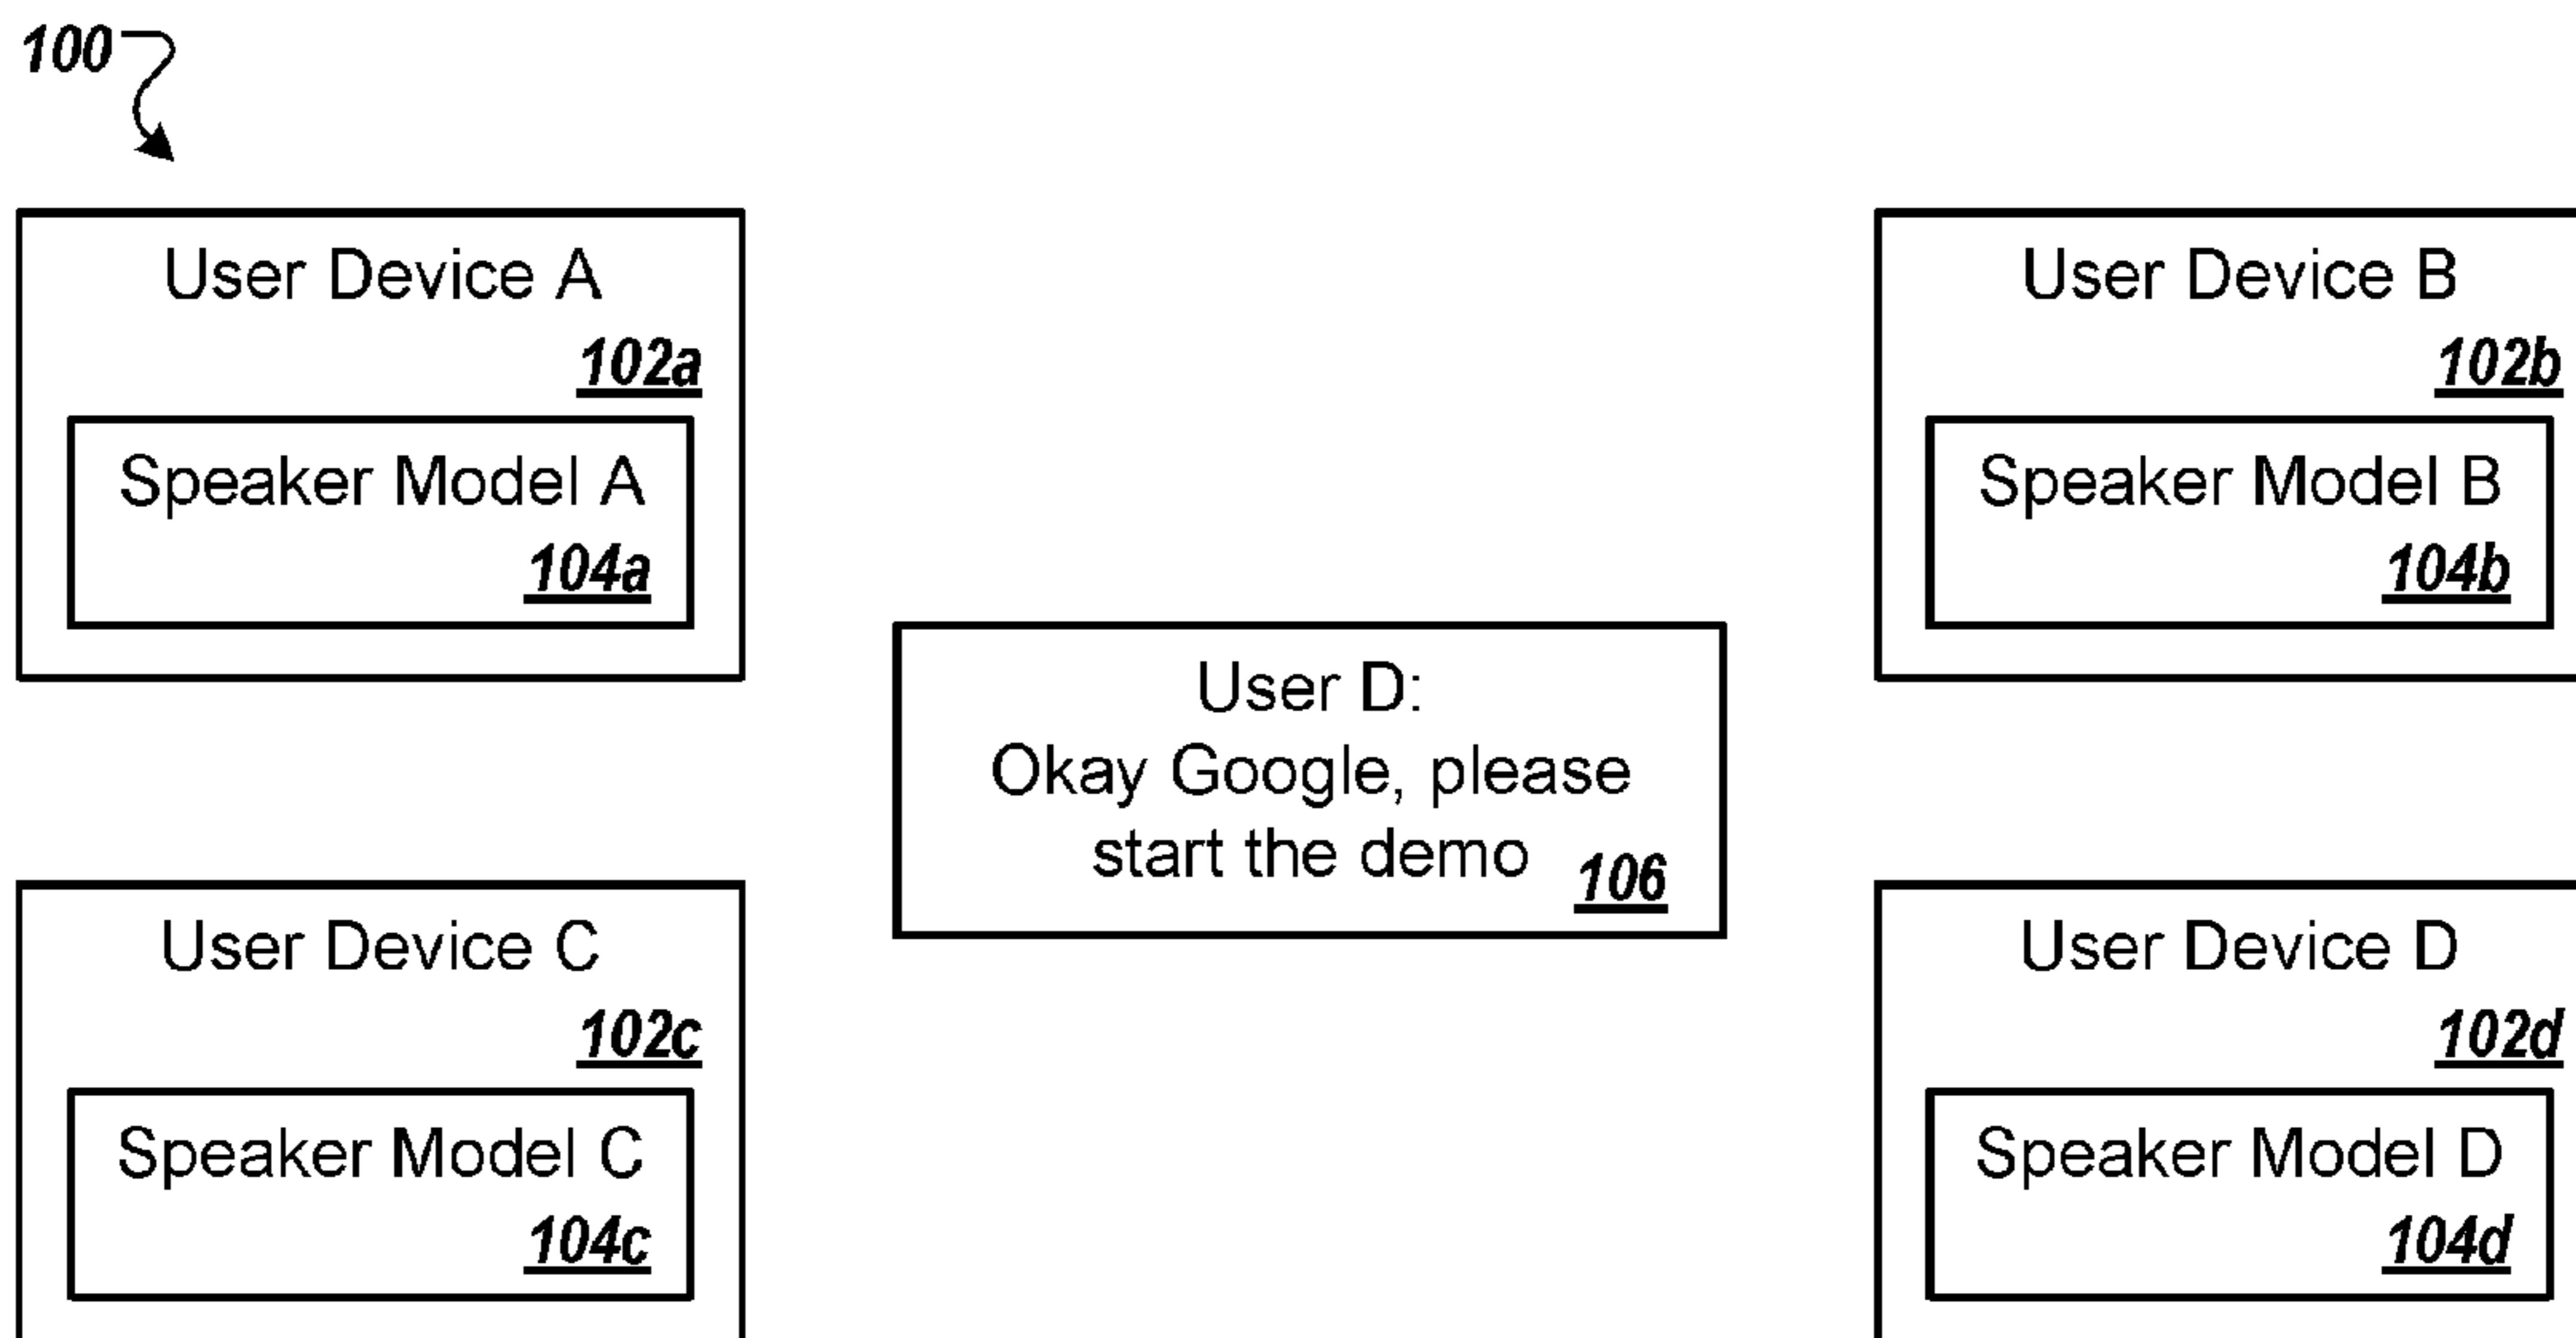 100
User Device A
102a
Speaker Model A
104a
User Device B
102b
Speaker Model B
104b
User D:
Okay Google, please
start the demo
106
User Device C
102c
Speaker Model C
104c
User Device D
102d
Speaker Model D
104d